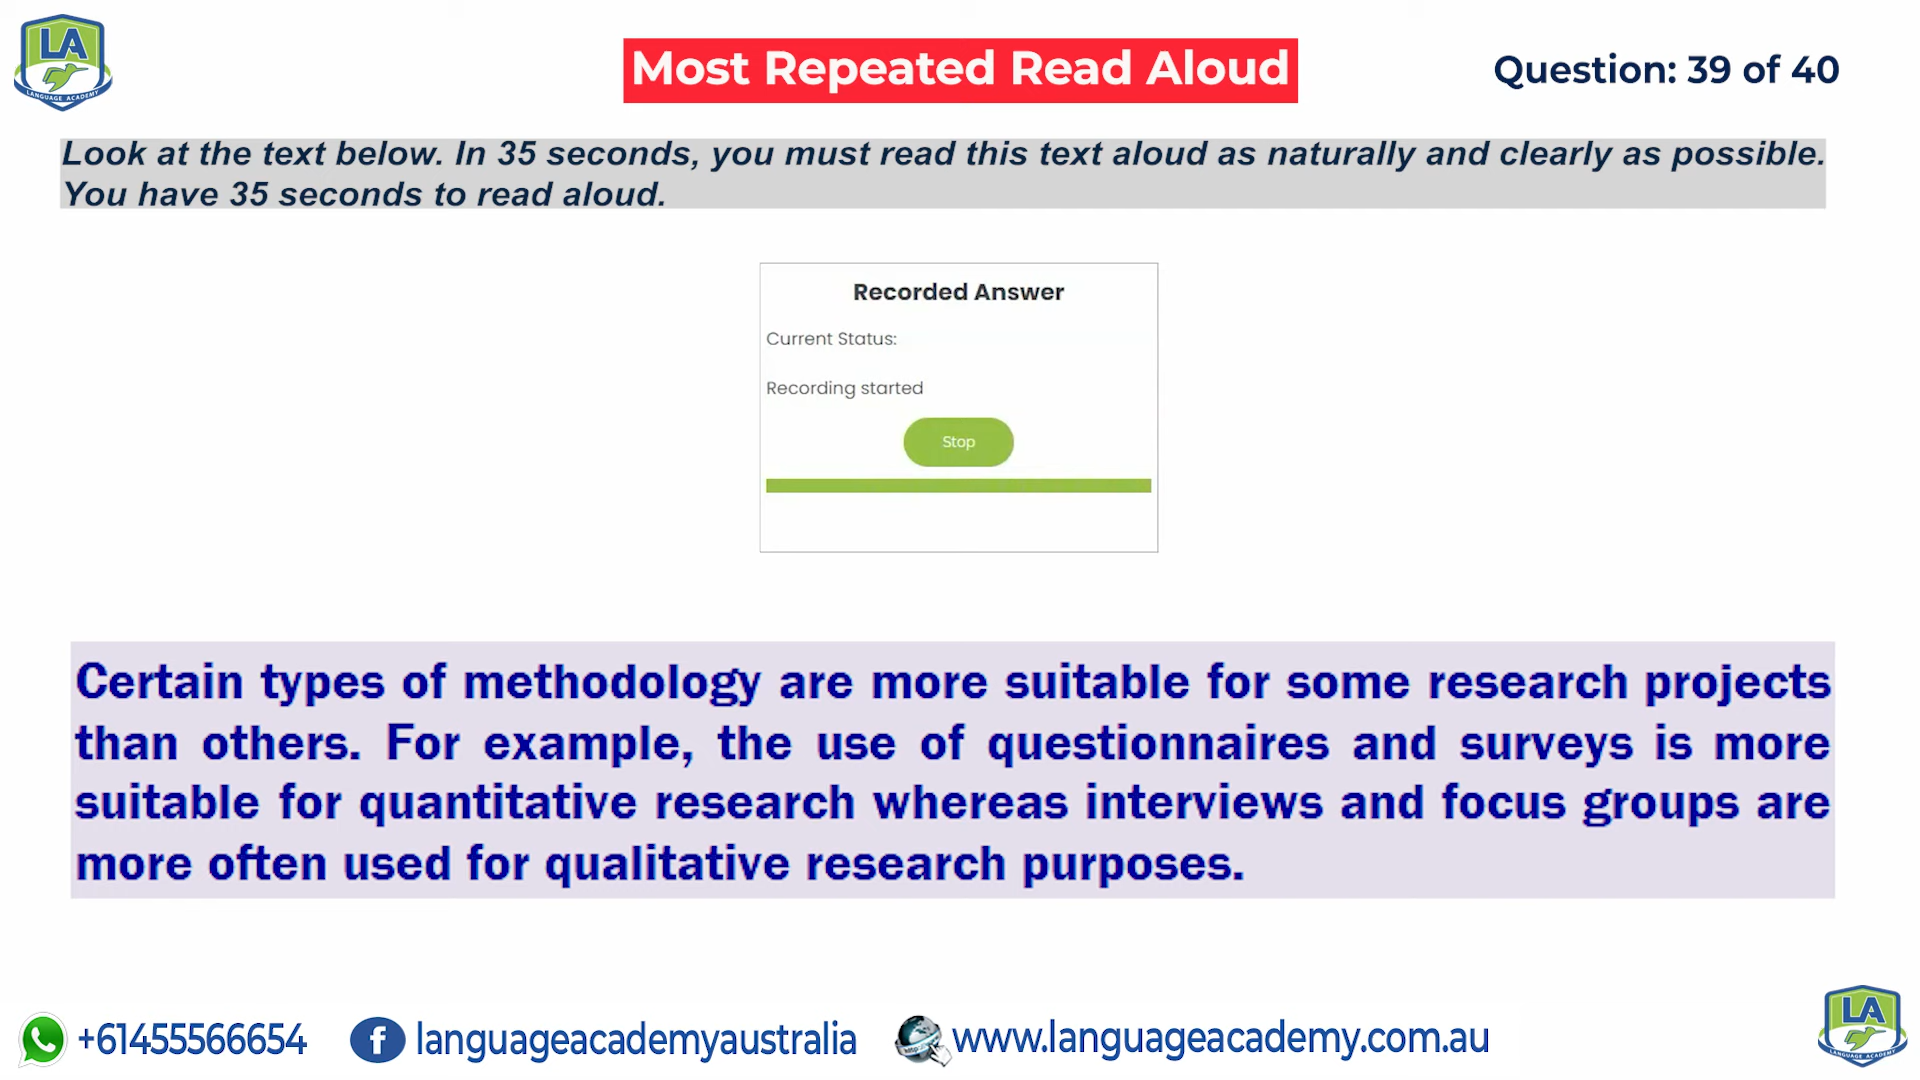 LA
LANGUAGE ACADEMY
Most Repeated Read Aloud
Question: 39 of 40
Look at the text below. In 35 seconds, you must read this text aloud as naturally and clearly as possible.
You have 35 seconds to read aloud.
Recorded Answer
Current Status:
Recording started
Stop
Certain types of methodology are more suitable for some research projects
than others. For example, the use of questionnaires and surveys is more
suitable for quantitative research whereas interviews and focus groups are
more often used for qualitative research purposes.
+61455566654
f
languageacademyaustralia
http
www.languageacademy.com.au
LA
LANGUAGE ACADEMY